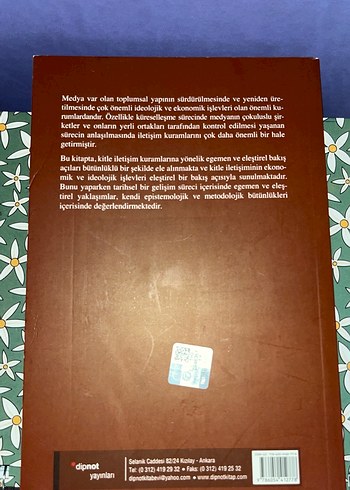 Medya var olan toplumsal yapının sürdürülmesinde ve yeniden üre-
tilmesinde çok önemli ideolojik ve ekonomik işlevleri olan önemli ku-
rumlardandır. Özellikle küreselleşme sürecinde medyanın çokuluslu şir-
ketler ve onların yerli ortakları tarafından kontrol edilmesi yaşanan
sürecin anlaşılmasında iletişim kuramlarını çok daha önemli bir hale
getirmiştir.
Bu kitapta, kitle iletişim kuramlarına yönelik egemen ve eleştirel bakış
açıları bütünlüklü bir şekilde ele alınmakta ve kitle iletişiminin ekono-
mik ve ideolojik işlevleri eleştirel bir bakış açısıyla sunulmaktadır.
Bunu yaparken tarihsel bir gelişim süreci içerisinde egemen ve eleş-
tirel yaklaşımlar, kendi epistemolojik ve metodolojik bütünlükleri
içerisinde değerlendirmektedir.
dipnot
yayınları
Selanik Caddesi 82/24 Kızılay - Ankara
Tel: (0 312) 419 29 32 • Faks: (0 312) 419 25 32
dipnotkitabevi@yahoo.com • www.dipnotkitap.com